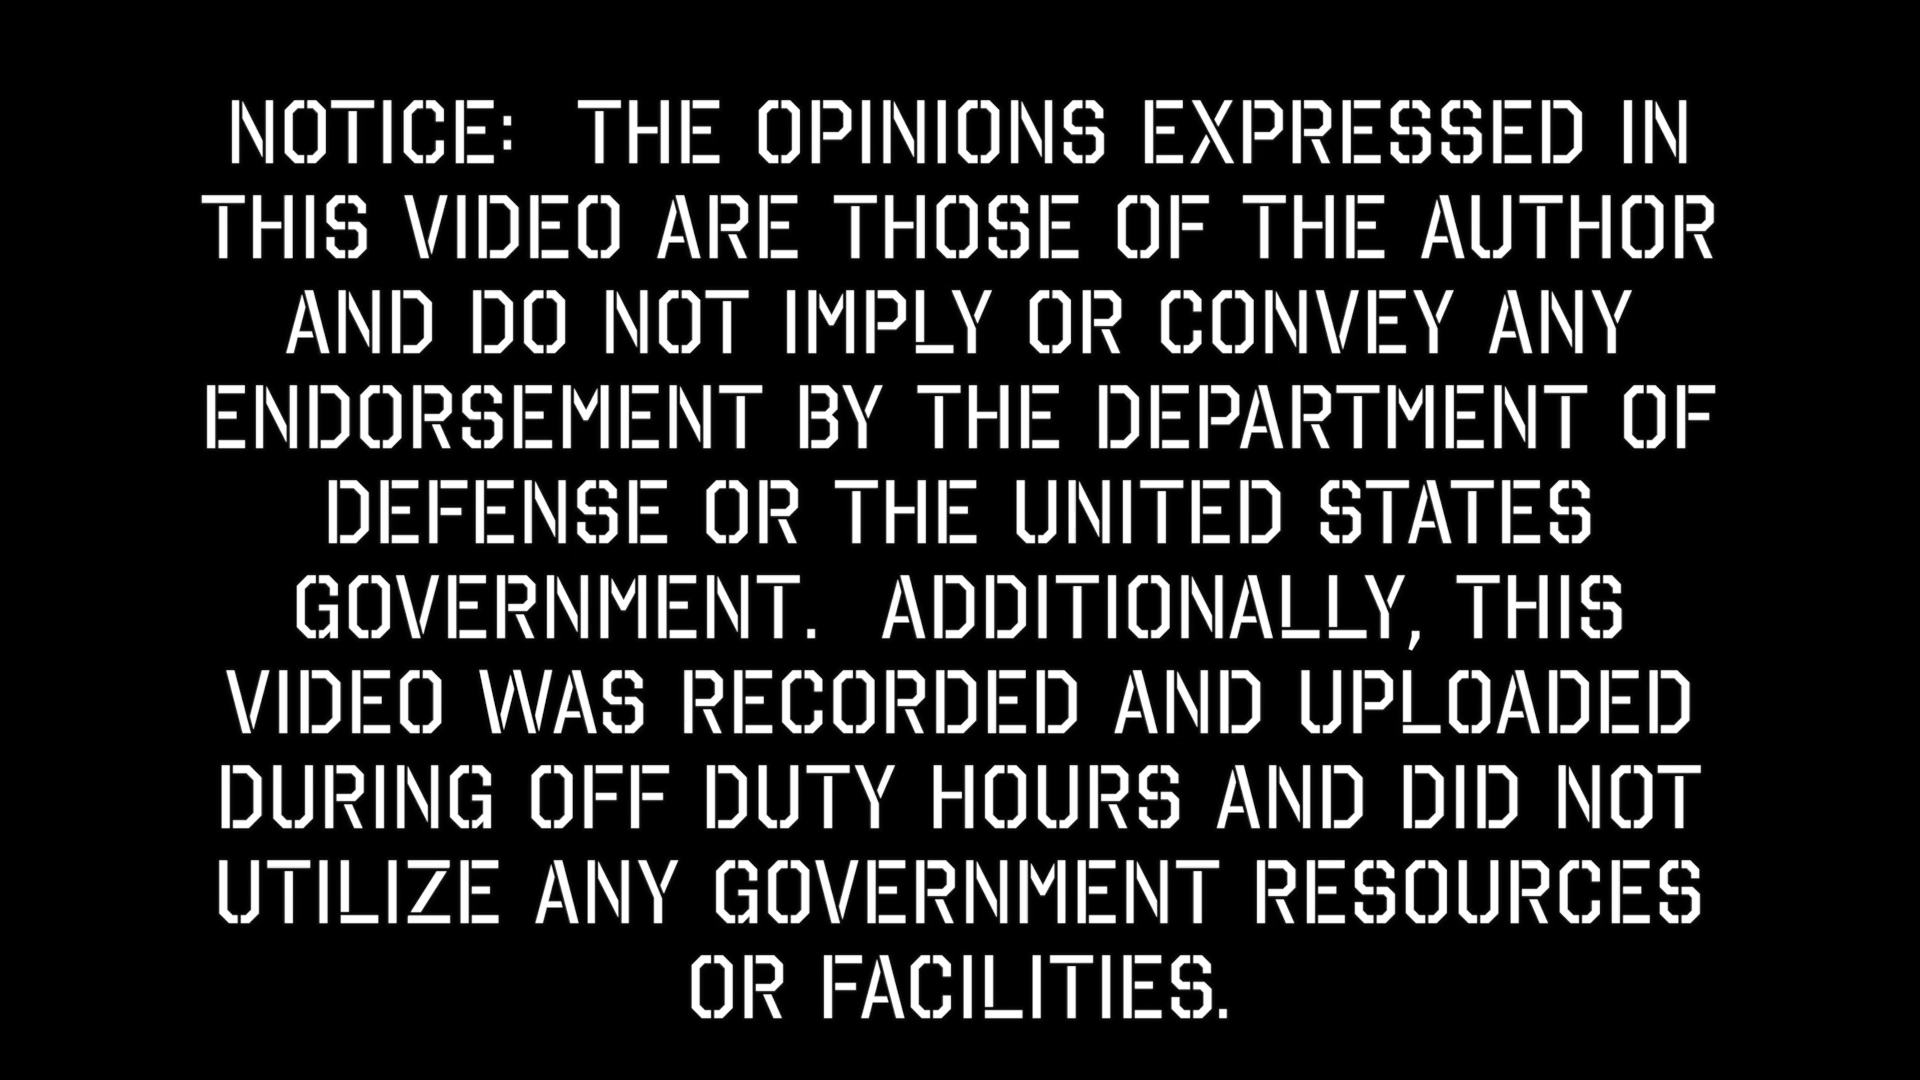 NOTICE:  THE OPINIONS EXPRESSED IN
THIS VIDEO ARE THOSE OF THE AUTHOR
AND DO NOT IMPLY OR CONVEY ANY
ENDORSEMENT BY THE DEPARTMENT OF
DEFENSE OR THE UNITED STATES
GOVERNMENT.  ADDITIONALLY, THIS
VIDEO WAS RECORDED AND UPLOADED
DURING OFF DUTY HOURS AND DID NOT
UTILIZE ANY GOVERNMENT RESOURCES
OR FACILITIES.